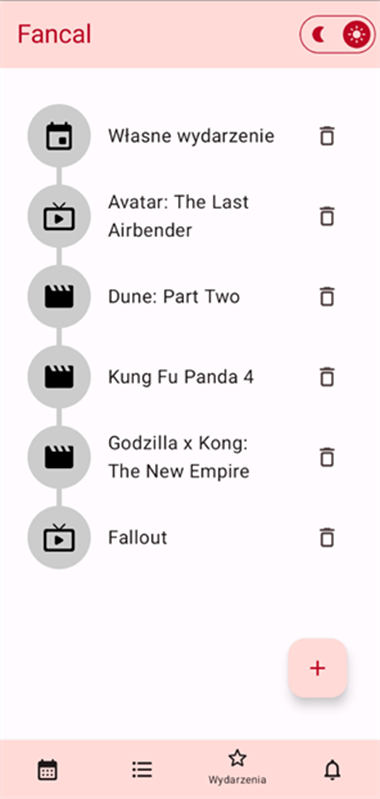 Fancal
Własne wydarzenie
Avatar: The Last
Airbender
Dune: Part Two
Kung Fu Panda 4
Godzilla x Kong:
The New Empire
Fallout
+
Wydarzenia